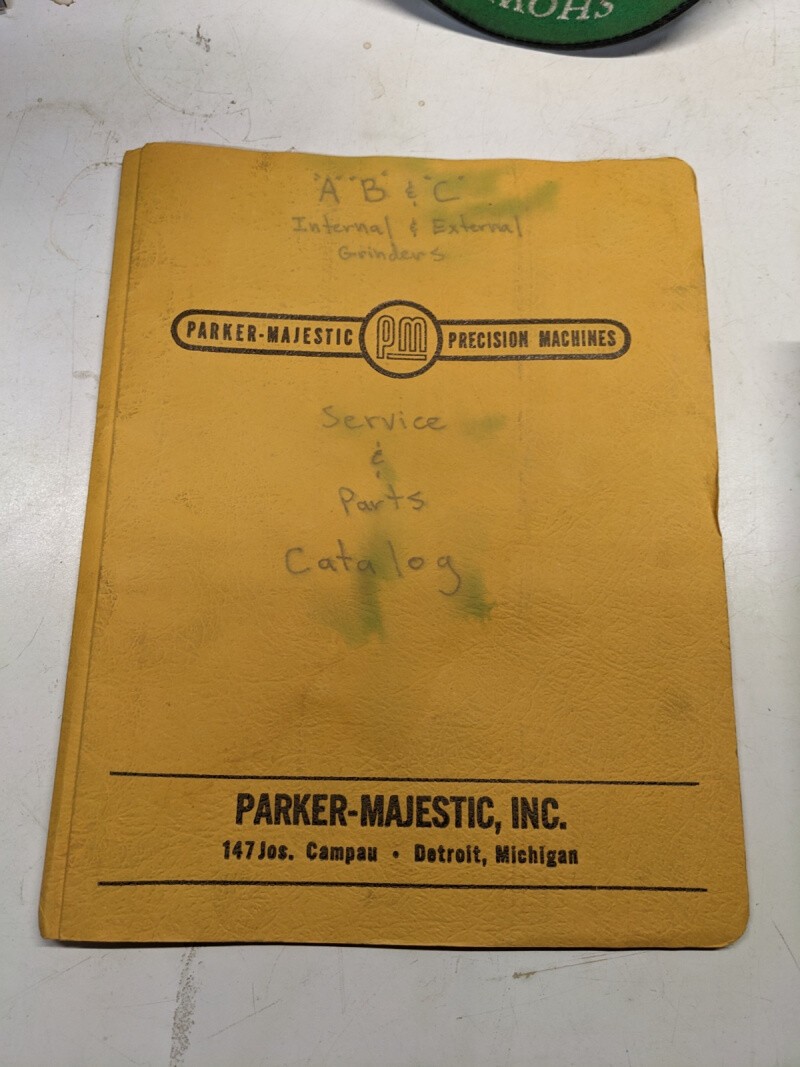 "A" "B" & "C"
Internal & External
Grinders
PARKER-MAJESTIC PM PRECISION MACHINES
Service
&
Parts
Catalog
PARKER-MAJESTIC, INC.
147 Jos. Campau • Detroit, Michigan